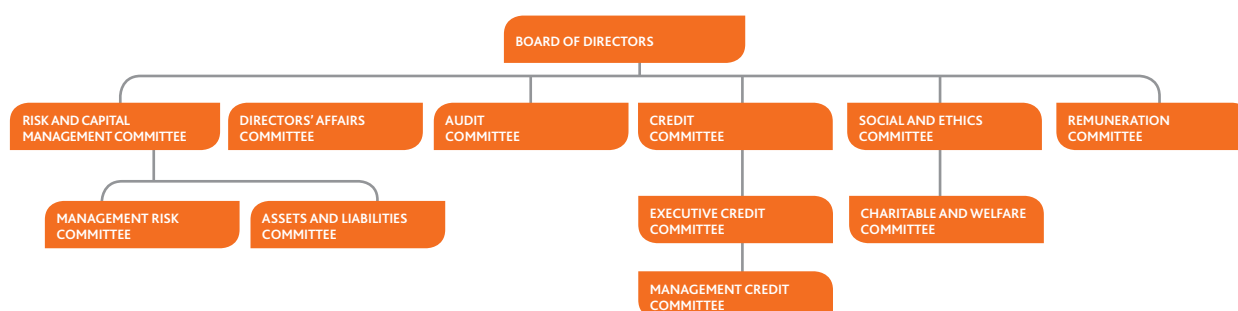 BOARD OF DIRECTORS
RISK AND CAPITAL
MANAGEMENT COMMITTEE
DIRECTORS' AFFAIRS
COMMITTEE
AUDIT
COMMITTEE
CREDIT
COMMITTEE
SOCIAL AND ETHICS
COMMITTEE
REMUNERATION
COMMITTEE
MANAGEMENT RISK
COMMITTEE
ASSETS AND LIABILITIES
COMMITTEE
EXECUTIVE CREDIT
COMMITTEE
CHARITABLE AND WELFARE
COMMITTEE
MANAGEMENT CREDIT
COMMITTEE